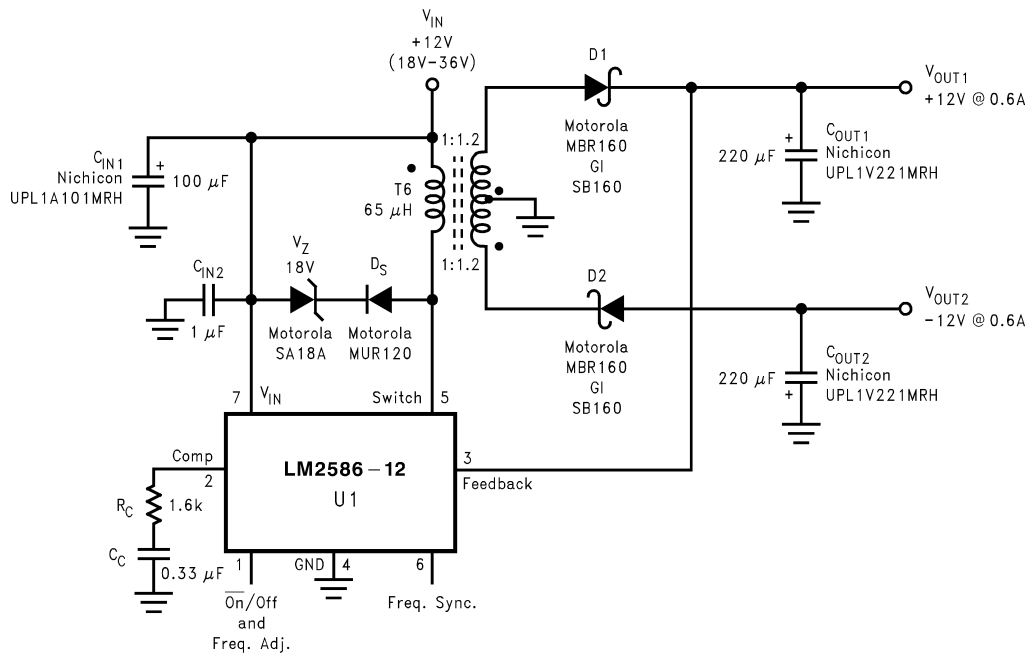 V_IN
+12V
(18V–36V)
D1
Motorola
MBR160
GI
SB160
V_OUT1
+12V @ 0.6A
C_IN1
Nichicon
UPL1A101MRH
+
100 μF
1:1.2
T6
65 μH
1:1.2
+
220 μF
C_OUT1
Nichicon
UPL1V221MRH
C_IN2
1 μF
V_Z
18V
Motorola
SA18A
D_S
Motorola
MUR120
D2
Motorola
MBR160
GI
SB160
V_OUT2
-12V @ 0.6A
220 μF
+
C_OUT2
Nichicon
UPL1V221MRH
7
V_IN
Switch
5
Comp
2
LM2586–12
U1
3
Feedback
R_C
1.6k
C_C
0.33 μF
1
GND
4
6
O̅n̅/Off
and
Freq. Adj.
Freq. Sync.